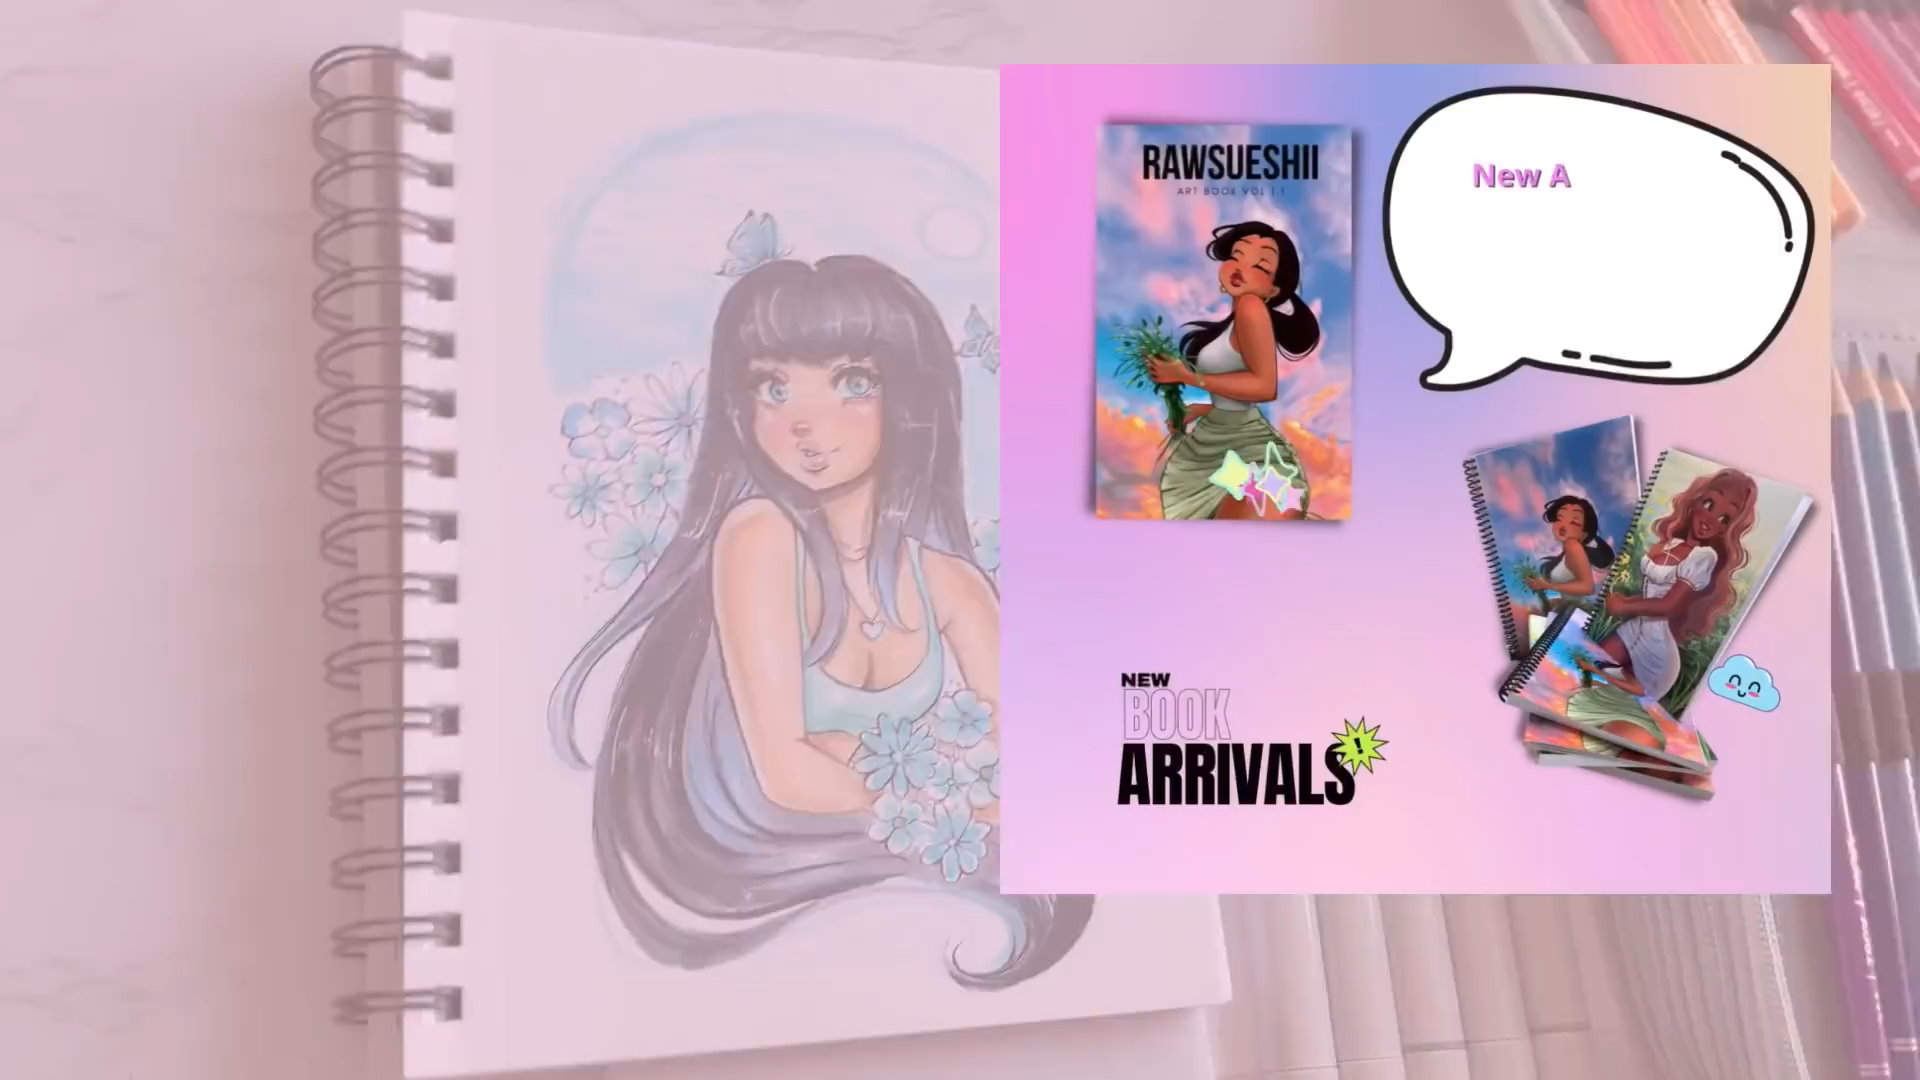 RAWSUESHII
ART BOOK VOL 1.1
New A
NEW
BOOK
ARRIVALS
!